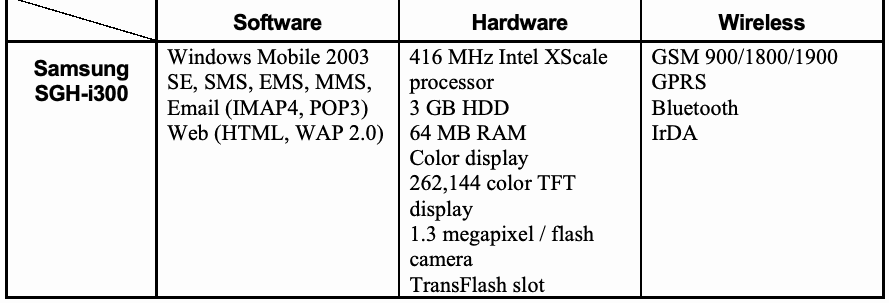 Software
Hardware
Wireless
Samsung
SGH-i300
Windows Mobile 2003
SE, SMS, EMS, MMS,
Email (IMAP4, POP3)
Web (HTML, WAP 2.0)
416 MHz Intel XScale
processor
3 GB HDD
64 MB RAM
Color display
262,144 color TFT
display
1.3 megapixel / flash
camera
TransFlash slot
GSM 900/1800/1900
GPRS
Bluetooth
IrDA